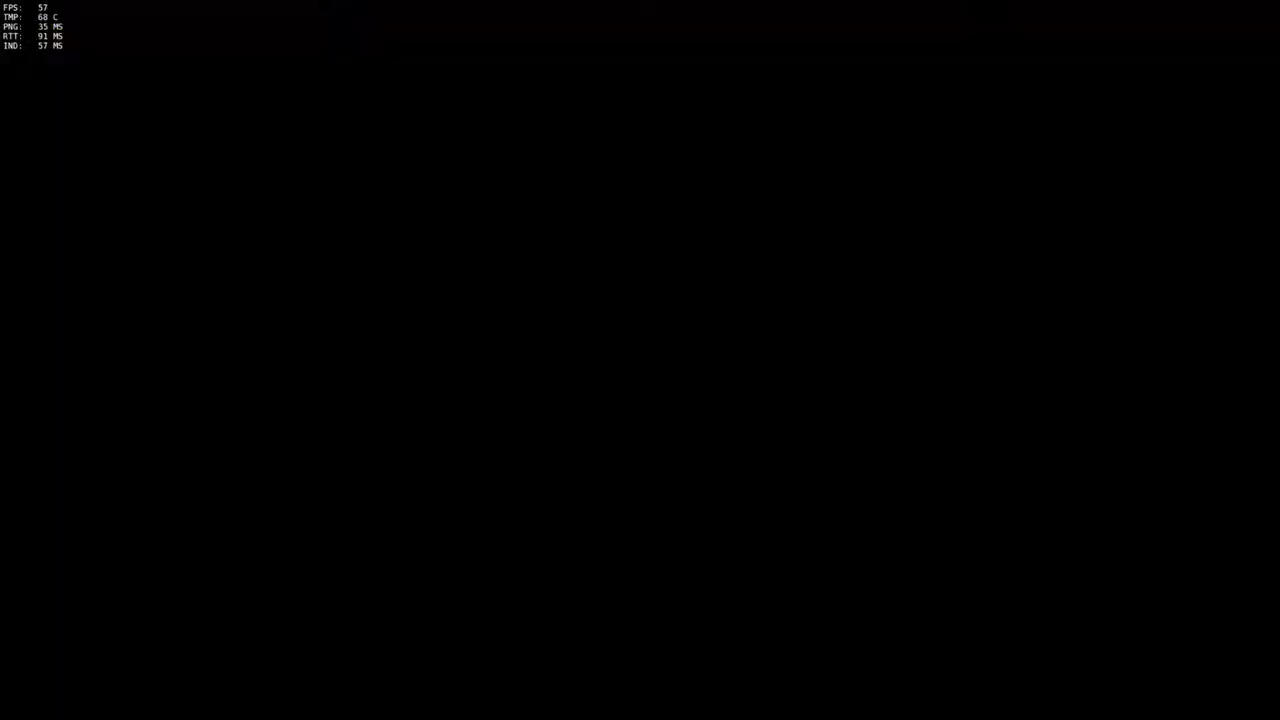 FPS: 57
TMP: 68 C
PNG: 35 MS
RTT: 91 MS
IND: 57 MS